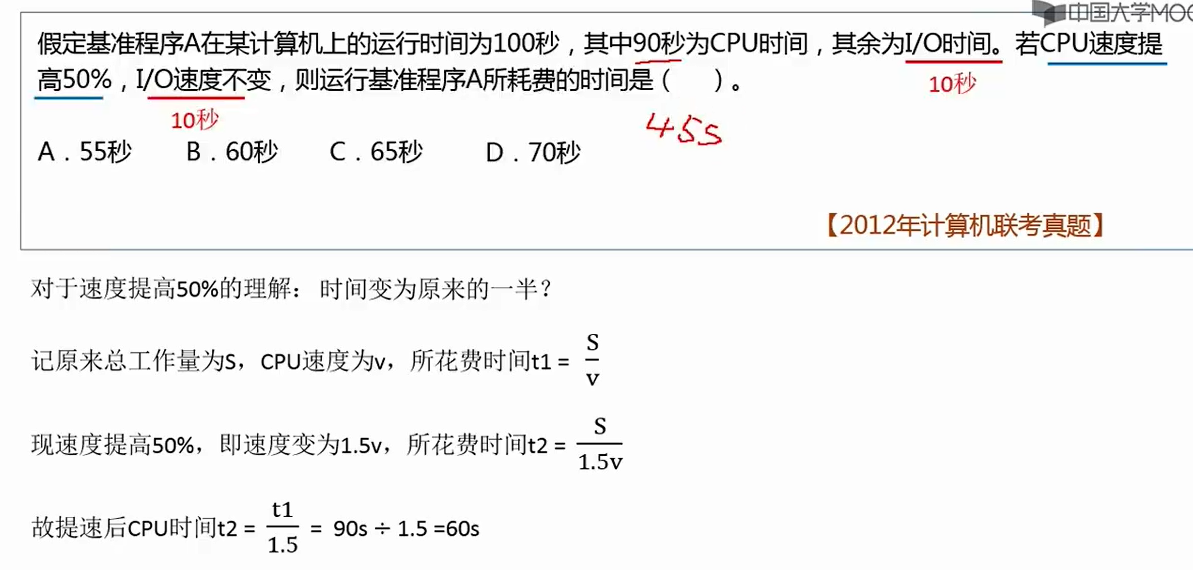 中国大学MOO
假定基准程序A在某计算机上的运行时间为100秒，其中90秒为CPU时间，其余为I/O时间。若CPU速度提
高50%，I/O速度不变，则运行基准程序A所耗费的时间是（ ）。
10秒
10秒
45s
A．55秒 B．60秒 C．65秒 D．70秒
【2012年计算机联考真题】
对于速度提高50%的理解： 时间变为原来的一半？
记原来总工作量为S，CPU速度为v，所花费时间t1 = S/v
现速度提高50%，即速度变为1.5v，所花费时间t2 = S/1.5v
故提速后CPU时间t2 = t1/1.5 = 90s ÷ 1.5 =60s